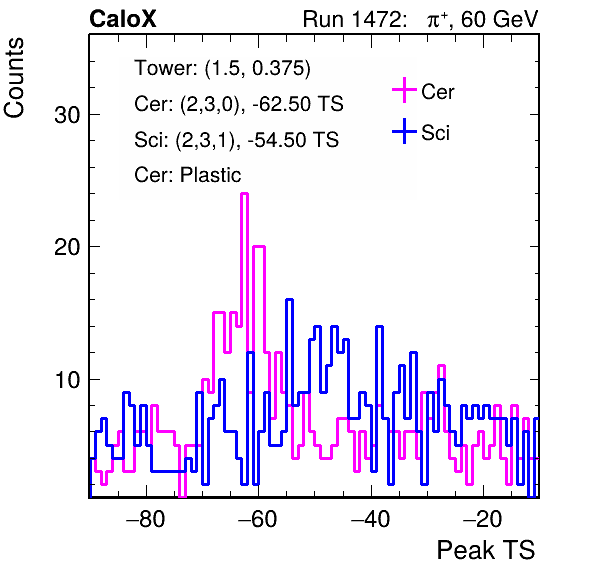 CaloX Run 1472: π⁺, 60 GeV
Counts
Tower: (1.5, 0.375)
Cer: (2,3,0), -62.50 TS
Sci: (2,3,1), -54.50 TS
Cer: Plastic
Cer
Sci
30
20
10
−80 −60 −40 −20
Peak TS